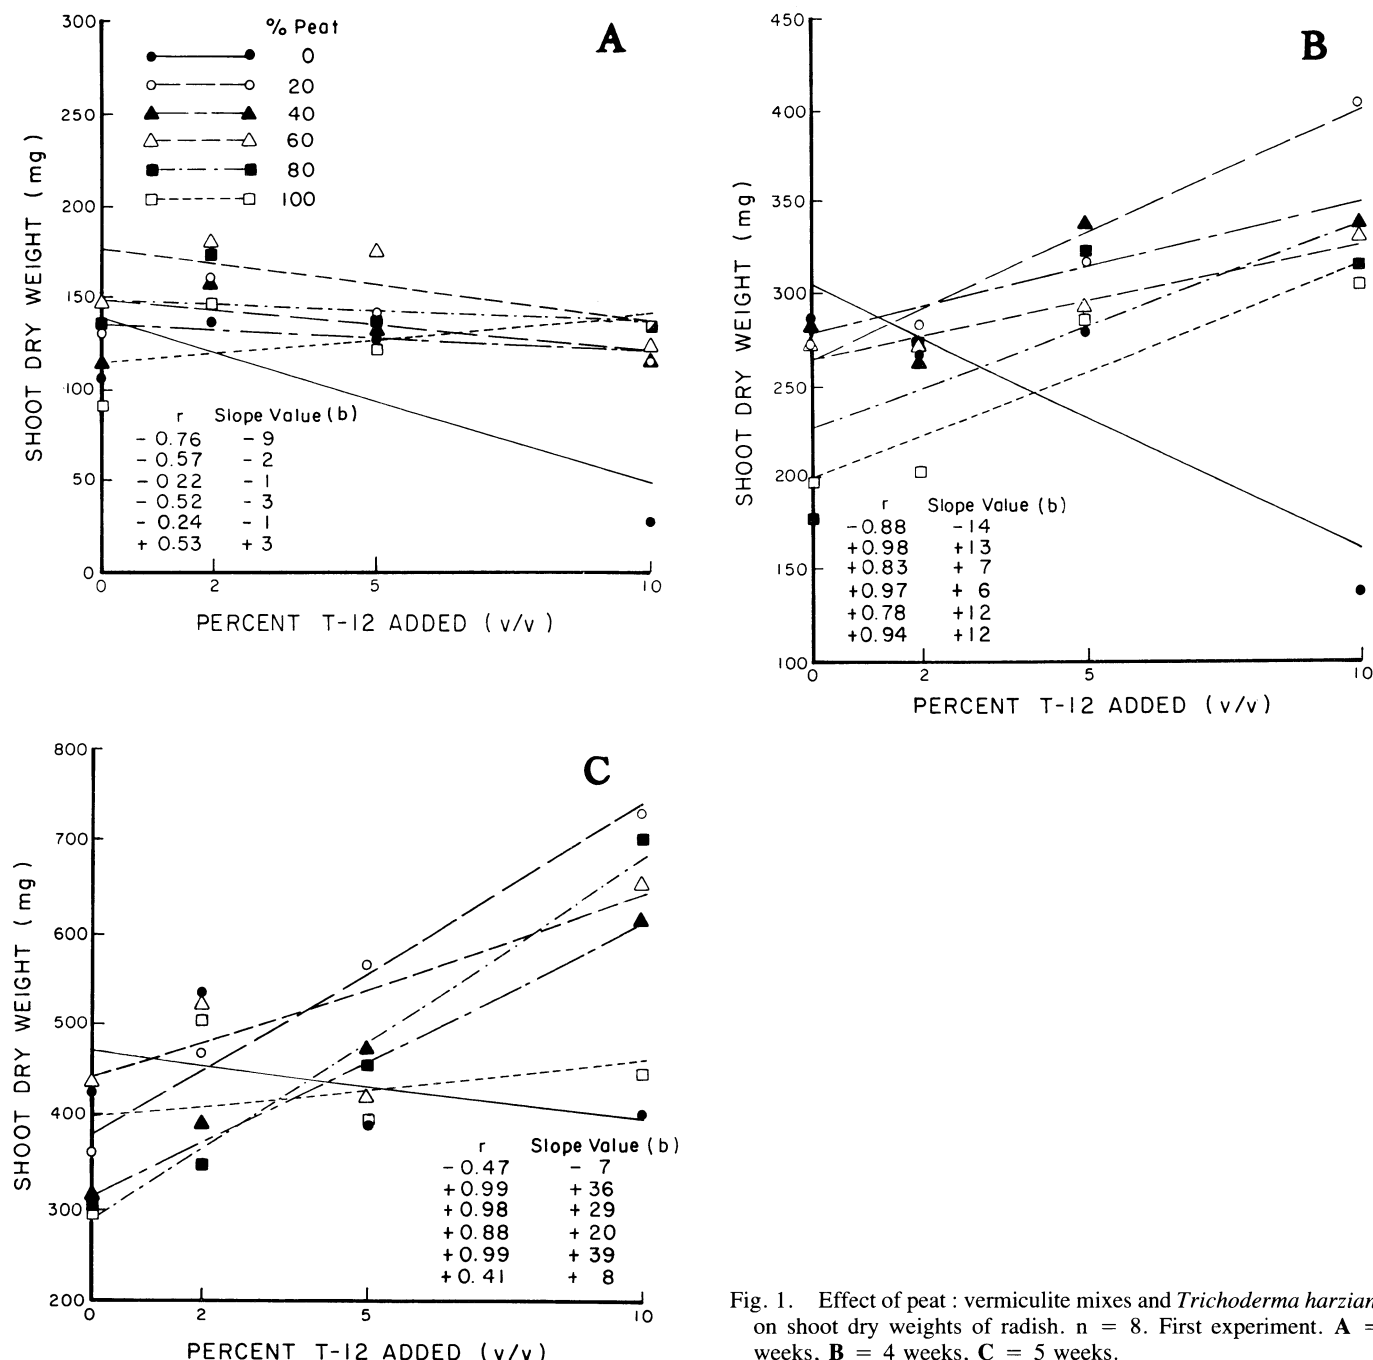 A
% Peat
0
20
40
60
80
100
300
250
200
150
100
50
0
SHOOT DRY WEIGHT (mg)
r Slope Value (b)
- 0.76 - 9
- 0.57 - 2
- 0.22 - 1
- 0.52 - 3
- 0.24 - 1
+ 0.53 + 3
0 2 5 10
PERCENT T-12 ADDED (v/v)
B
450
400
350
300
250
200
150
100
SHOOT DRY WEIGHT (mg)
r Slope Value (b)
-0.88 -14
+0.98 +13
+0.83 + 7
+0.97 + 6
+0.78 +12
+0.94 +12
0 2 5 10
PERCENT T-12 ADDED (v/v)
C
800
700
600
500
400
300
200
SHOOT DRY WEIGHT (mg)
r Slope Value (b)
- 0.47 - 7
+ 0.99 + 36
+ 0.98 + 29
+ 0.88 + 20
+ 0.99 + 39
+ 0.41 + 8
0 2 5 10
PERCENT T-12 ADDED (v/v)
Fig. 1. Effect of peat : vermiculite mixes and Trichoderma harzian
on shoot dry weights of radish. n = 8. First experiment. A =
weeks, B = 4 weeks, C = 5 weeks.